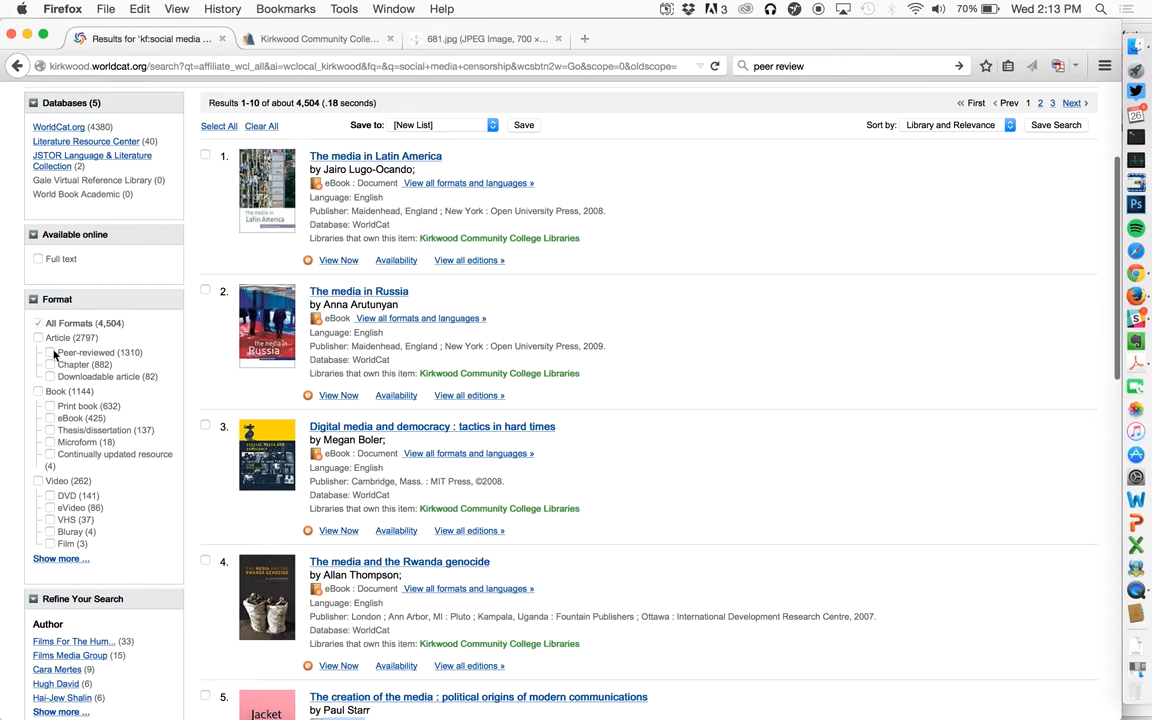 Firefox File Edit View History Bookmarks Tools Window Help
3
70% Wed 2:13 PM
Results for 'kf:social media ... ×
Kirkwood Community Colle... ×
681.jpg (JPEG Image, 700 ×... ×
kirkwood.worldcat.org/search?qt=affiliate_wcl_all&ai=wclocal_kirkwood&fq=&q=social+media+censorship&wcsbtn2w=Go&scope=0&oldscope=
peer review
Databases (5)
WorldCat.org (4380)
Literature Resource Center (40)
JSTOR Language & Literature
Collection (2)
Gale Virtual Reference Library (0)
World Book Academic (0)
Available online
Full text
Format
All Formats (4,504)
Article (2797)
Peer-reviewed (1310)
Chapter (882)
Downloadable article (82)
Book (1144)
Print book (632)
eBook (425)
Thesis/dissertation (137)
Microform (18)
Continually updated resource
(4)
Video (262)
DVD (141)
eVideo (86)
VHS (37)
Bluray (4)
Film (3)
Show more ...
Refine Your Search
Author
Films For The Hum... (33)
Films Media Group (15)
Cara Mertes (9)
Hugh David (6)
Hai-Jew Shalin (6)
Show more ...
Results 1-10 of about 4,504 (.18 seconds)
« First ‹ Prev 1 2 3 Next ›
Select All Clear All Save to: [New List] Save
Sort by: Library and Relevance Save Search
1. The media in Latin America
by Jairo Lugo-Ocando;
eBook : Document View all formats and languages »
Language: English
Publisher: Maidenhead, England ; New York : Open University Press, 2008.
Database: WorldCat
Libraries that own this item: Kirkwood Community College Libraries
View Now Availability View all editions »
2. The media in Russia
by Anna Arutunyan
eBook View all formats and languages »
Language: English
Publisher: Maidenhead, England ; New York : Open University Press, 2009.
Database: WorldCat
Libraries that own this item: Kirkwood Community College Libraries
View Now Availability View all editions »
3. Digital media and democracy : tactics in hard times
by Megan Boler;
eBook : Document View all formats and languages »
Language: English
Publisher: Cambridge, Mass. : MIT Press, ©2008.
Database: WorldCat
Libraries that own this item: Kirkwood Community College Libraries
View Now Availability View all editions »
4. The media and the Rwanda genocide
by Allan Thompson;
eBook : Document View all formats and languages »
Language: English
Publisher: London ; Ann Arbor, MI : Pluto ; Kampala, Uganda : Fountain Publishers ; Ottawa : International Development Research Centre, 2007.
Database: WorldCat
Libraries that own this item: Kirkwood Community College Libraries
View Now Availability View all editions »
5. The creation of the media : political origins of modern communications
by Paul Starr
Jacket